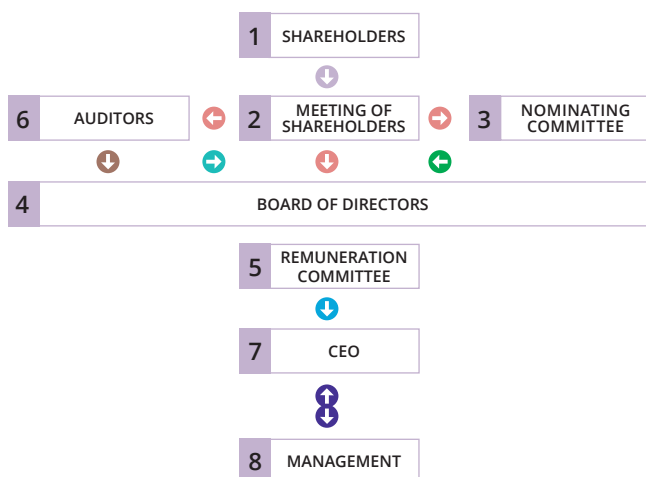 1 SHAREHOLDERS
6 AUDITORS
2 MEETING OF
SHAREHOLDERS
3 NOMINATING
COMMITTEE
4 BOARD OF DIRECTORS
5 REMUNERATION
COMMITTEE
7 CEO
8 MANAGEMENT